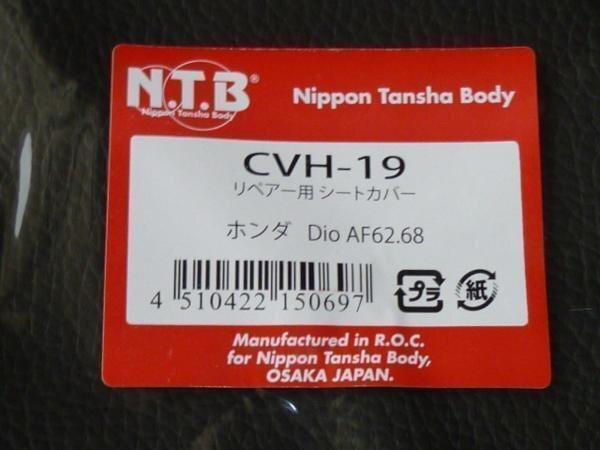 N.T.B®
Nippon Tansha Body
Nippon Tansha Body
CVH-19
リペアー用 シートカバー
ホンダ Dio AF62.68
4 510422 150697
プラ
紙
Manufactured in R.O.C.
for Nippon Tansha Body,
OSAKA JAPAN.